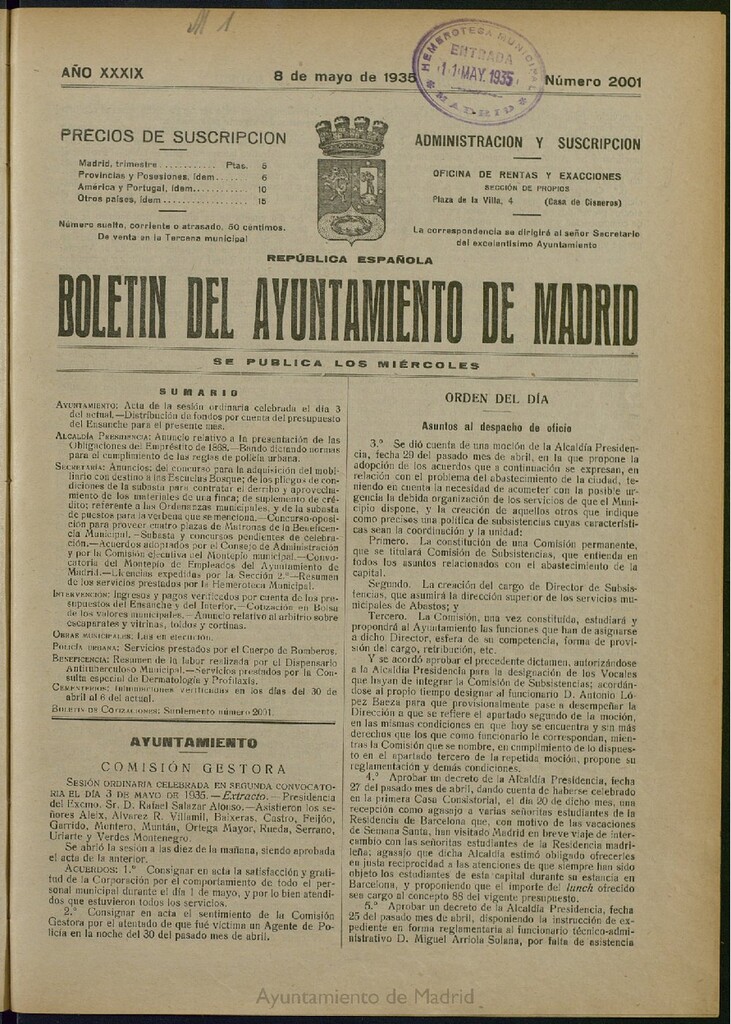 M 1
AÑO XXXIX
8 de mayo de 1935
Número 2001
HEMEROTECA MUNICIPAL
ENTRADA
11 MAY. 1935
* MADRID *
PRECIOS DE SUSCRIPCION
Madrid, trimestre............ Ptas. 5
Provincias y Posesiones, ídem....... 6
América y Portugal, ídem........... 10
Otros países, ídem................. 15
Número suelto, corriente o atrasado, 50 céntimos.
De venta en la Tercena municipal
ADMINISTRACION Y SUSCRIPCION
OFICINA DE RENTAS Y EXACCIONES
SECCIÓN DE PROPIOS
Plaza de la Villa, 4 (Casa de Cisneros)
La correspondencia se dirigirá al señor Secretario
del excelentísimo Ayuntamiento
REPÚBLICA ESPAÑOLA
BOLETIN DEL AYUNTAMIENTO DE MADRID
SE PUBLICA LOS MIÉRCOLES
SUMARIO
AYUNTAMIENTO: Acta de la sesión ordinaria celebrada el día 3
del actual.—Distribución de fondos por cuenta del presupuesto
del Ensanche para el presente mes.
ALCALDÍA PRESIDENCIA: Anuncio relativo a la presentación de las
Obligaciones del Empréstito de 1868.—Bando dictando normas
para el cumplimiento de las reglas de policía urbana.
SECRETARÍA: Anuncios: del concurso para la adquisición del mobi-
liario con destino a las Escuelas Bosque; de los pliegos de con-
diciones de la subasta para contratar el derribo y aprovecha-
miento de los materiales de una finca; de suplemento de cré-
dito; referente a las Ordenanzas municipales, y de la subasta
de puestos para la verbena que se menciona.—Concurso-oposi-
ción para proveer cuatro plazas de Matronas de la Beneficen-
cia Municipal.—Subasta y concursos pendientes de celebra-
ción.—Acuerdos adoptados por el Consejo de Administración
y por la Comisión ejecutiva del Montepío municipal.—Convo-
catoria del Montepío de Empleados del Ayuntamiento de
Madrid.—Licencias expedidas por la Sección 2.ª—Resumen
de los servicios prestados por la Hemeroteca Municipal.
INTERVENCIÓN: Ingresos y pagos verificados por cuenta de los pre-
supuestos del Ensanche y del Interior.—Cotización en Bolsa
de los valores municipales.—Anuncio relativo al arbitrio sobre
escaparates y vitrinas, toldos y cortinas.
OBRAS MUNICIPALES: Las en ejecución.
POLICÍA URBANA: Servicios prestados por el Cuerpo de Bomberos.
BENEFICENCIA: Resumen de la labor realizada por el Dispensario
Antituberculoso Municipal.—Servicios prestados por la Con-
sulta especial de Dermatología y Profilaxis.
CEMENTERIOS: Inhumaciones verificadas en los días del 30 de
abril al 6 del actual.
BOLETÍN DE COTIZACIONES: Suplemento número 2001.
AYUNTAMIENTO
COMISIÓN GESTORA
SESIÓN ORDINARIA CELEBRADA EN SEGUNDA CONVOCATO-
RIA EL DÍA 3 DE MAYO DE 1935.—Extracto.—Presidencia
del Excmo. Sr. D. Rafael Salazar Alonso.—Asistieron los se-
ñores Aleix, Alvarez R. Villamil, Baixeras, Castro, Feijóo,
Garrido, Montero, Muntán, Ortega Mayor, Rueda, Serrano,
Uriarte y Verdes Montenegro.
Se abrió la sesión a las diez de la mañana, siendo aprobada
el acta de la anterior.
ACUERDOS: 1.º Consignar en acta la satisfacción y grati-
tud de la Corporación por el comportamiento de todo el per-
sonal municipal durante el día 1 de mayo, y por lo bien atendi-
dos que estuvieron todos los servicios.
2.º Consignar en acta el sentimiento de la Comisión
Gestora por el atentado de que fué víctima un Agente de Po-
licía en la noche del 30 del pasado mes de abril.
ORDEN DEL DÍA
Asuntos al despacho de oficio
3.º Se dió cuenta de una moción de la Alcaldía Presiden-
cia, fecha 29 del pasado mes de abril, en la que propone la
adopción de los acuerdos que a continuación se expresan, en
relación con el problema del abastecimiento de la ciudad, te-
niendo en cuenta la necesidad de acometer con la posible ur-
gencia la debida organización de los servicios de que el Muni-
cipio dispone, y la creación de aquellos otros que indique
como precisos una política de subsistencias cuyas característi-
cas sean la coordinación y la unidad:
Primero. La constitución de una Comisión permanente,
que se titulará Comisión de Subsistencias, que entienda en
todos los asuntos relacionados con el abastecimiento de la
capital.
Segundo. La creación del cargo de Director de Subsis-
tencias, que asumirá la dirección superior de los servicios mu-
nicipales de Abastos; y
Tercero. La Comisión, una vez constituída, estudiará y
propondrá al Ayuntamiento las funciones que han de asignarse
a dicho Director, esfera de su competencia, forma de provi-
sión del cargo, retribución, etc.
Y se acordó aprobar el precedente dictamen, autorizándose
a la Alcaldía Presidencia para la designación de los Vocales
que hayan de integrar la Comisión de Subsistencias; acordán-
dose al propio tiempo designar al funcionario D. Antonio Ló-
pez Baeza para que provisionalmente pase a desempeñar la
Dirección a que se refiere el apartado segundo de la moción,
en las mismas condiciones en que hoy se encuentra y sin más
derechos que los que como funcionario le correspondan, mien-
tras la Comisión que se nombre, en cumplimiento de lo dispues-
to en el apartado tercero de la repetida moción, propone su
reglamentación y demás condiciones.
4.º Aprobar un decreto de la Alcaldía Presidencia, fecha
27 del pasado mes de abril, dando cuenta de haberse celebrado
en la primera Casa Consistorial, el día 20 de dicho mes, una
recepción como agasajo a varias señoritas estudiantes de la
Residencia de Barcelona que, con motivo de las vacaciones
de Semana Santa, han visitado Madrid en breve viaje de inter-
cambio con las señoritas estudiantes de la Residencia madri-
leña; agasajo que dicha Alcaldía estimó obligado ofrecerles
en justa reciprocidad a las atenciones de que siempre han sido
objeto los estudiantes de esta capital durante su estancia en
Barcelona, y proponiendo que el importe del lunch ofrecido
sea cargo al concepto 88 del vigente presupuesto.
5.º Aprobar un decreto de la Alcaldía Presidencia, fecha
25 del pasado mes de abril, disponiendo la instrucción de ex-
pediente en forma reglamentaria al funcionario técnico-admi-
nistrativo D. Miguel Arriola Solana, por falta de asistencia
Ayuntamiento de Madrid